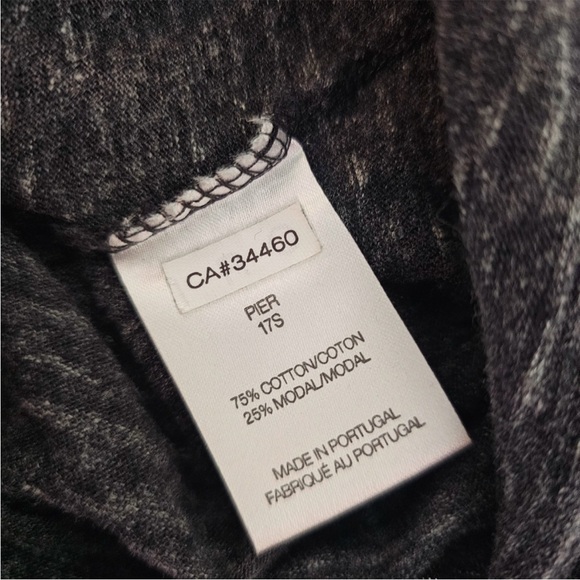 CA#34460
PIER
17S
75% COTTON/COTON
25% MODAL/MODAL
MADE IN PORTUGAL
FABRIQUÉ AU PORTUGAL